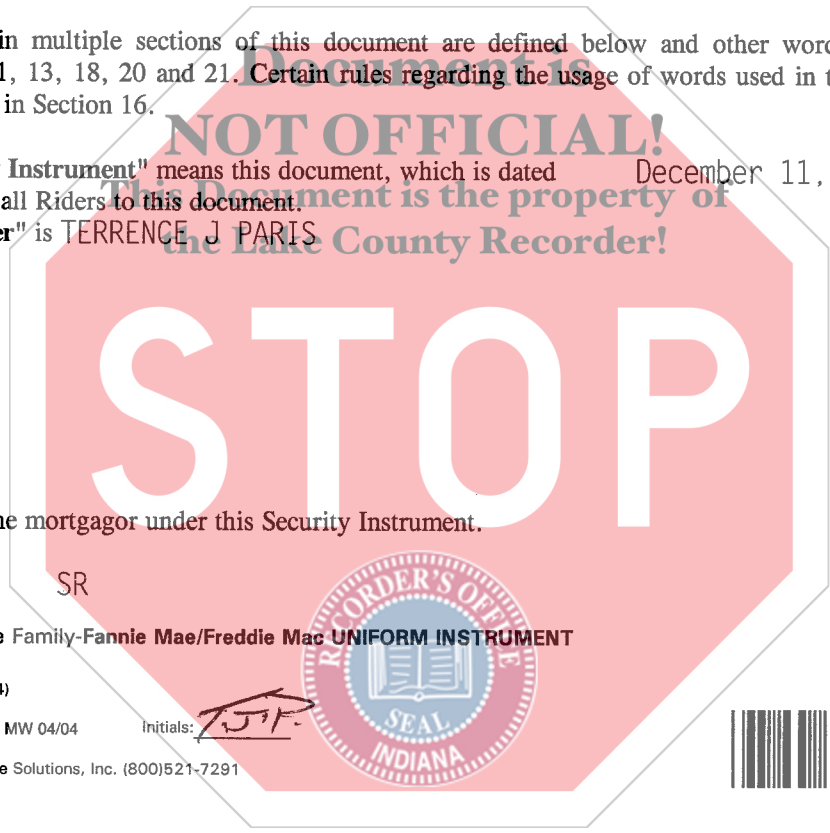 in multiple sections of this document are defined below and other word
1, 13, 18, 20 and 21. Certain rules regarding the usage of words used in t
in Section 16.
Document is
NOT OFFICIAL!
This Document is the property of
the Lake County Recorder!
Instrument" means this document, which is dated December 11,
all Riders to this document.
er" is TERRENCE J PARIS
STOP
ne mortgagor under this Security Instrument.
SR
e Family-Fannie Mae/Freddie Mac UNIFORM INSTRUMENT
4)
MW 04/04 Initials: T.J.P.
e Solutions, Inc. (800)521-7291
RECORDER'S OFFICE
SEAL
INDIANA